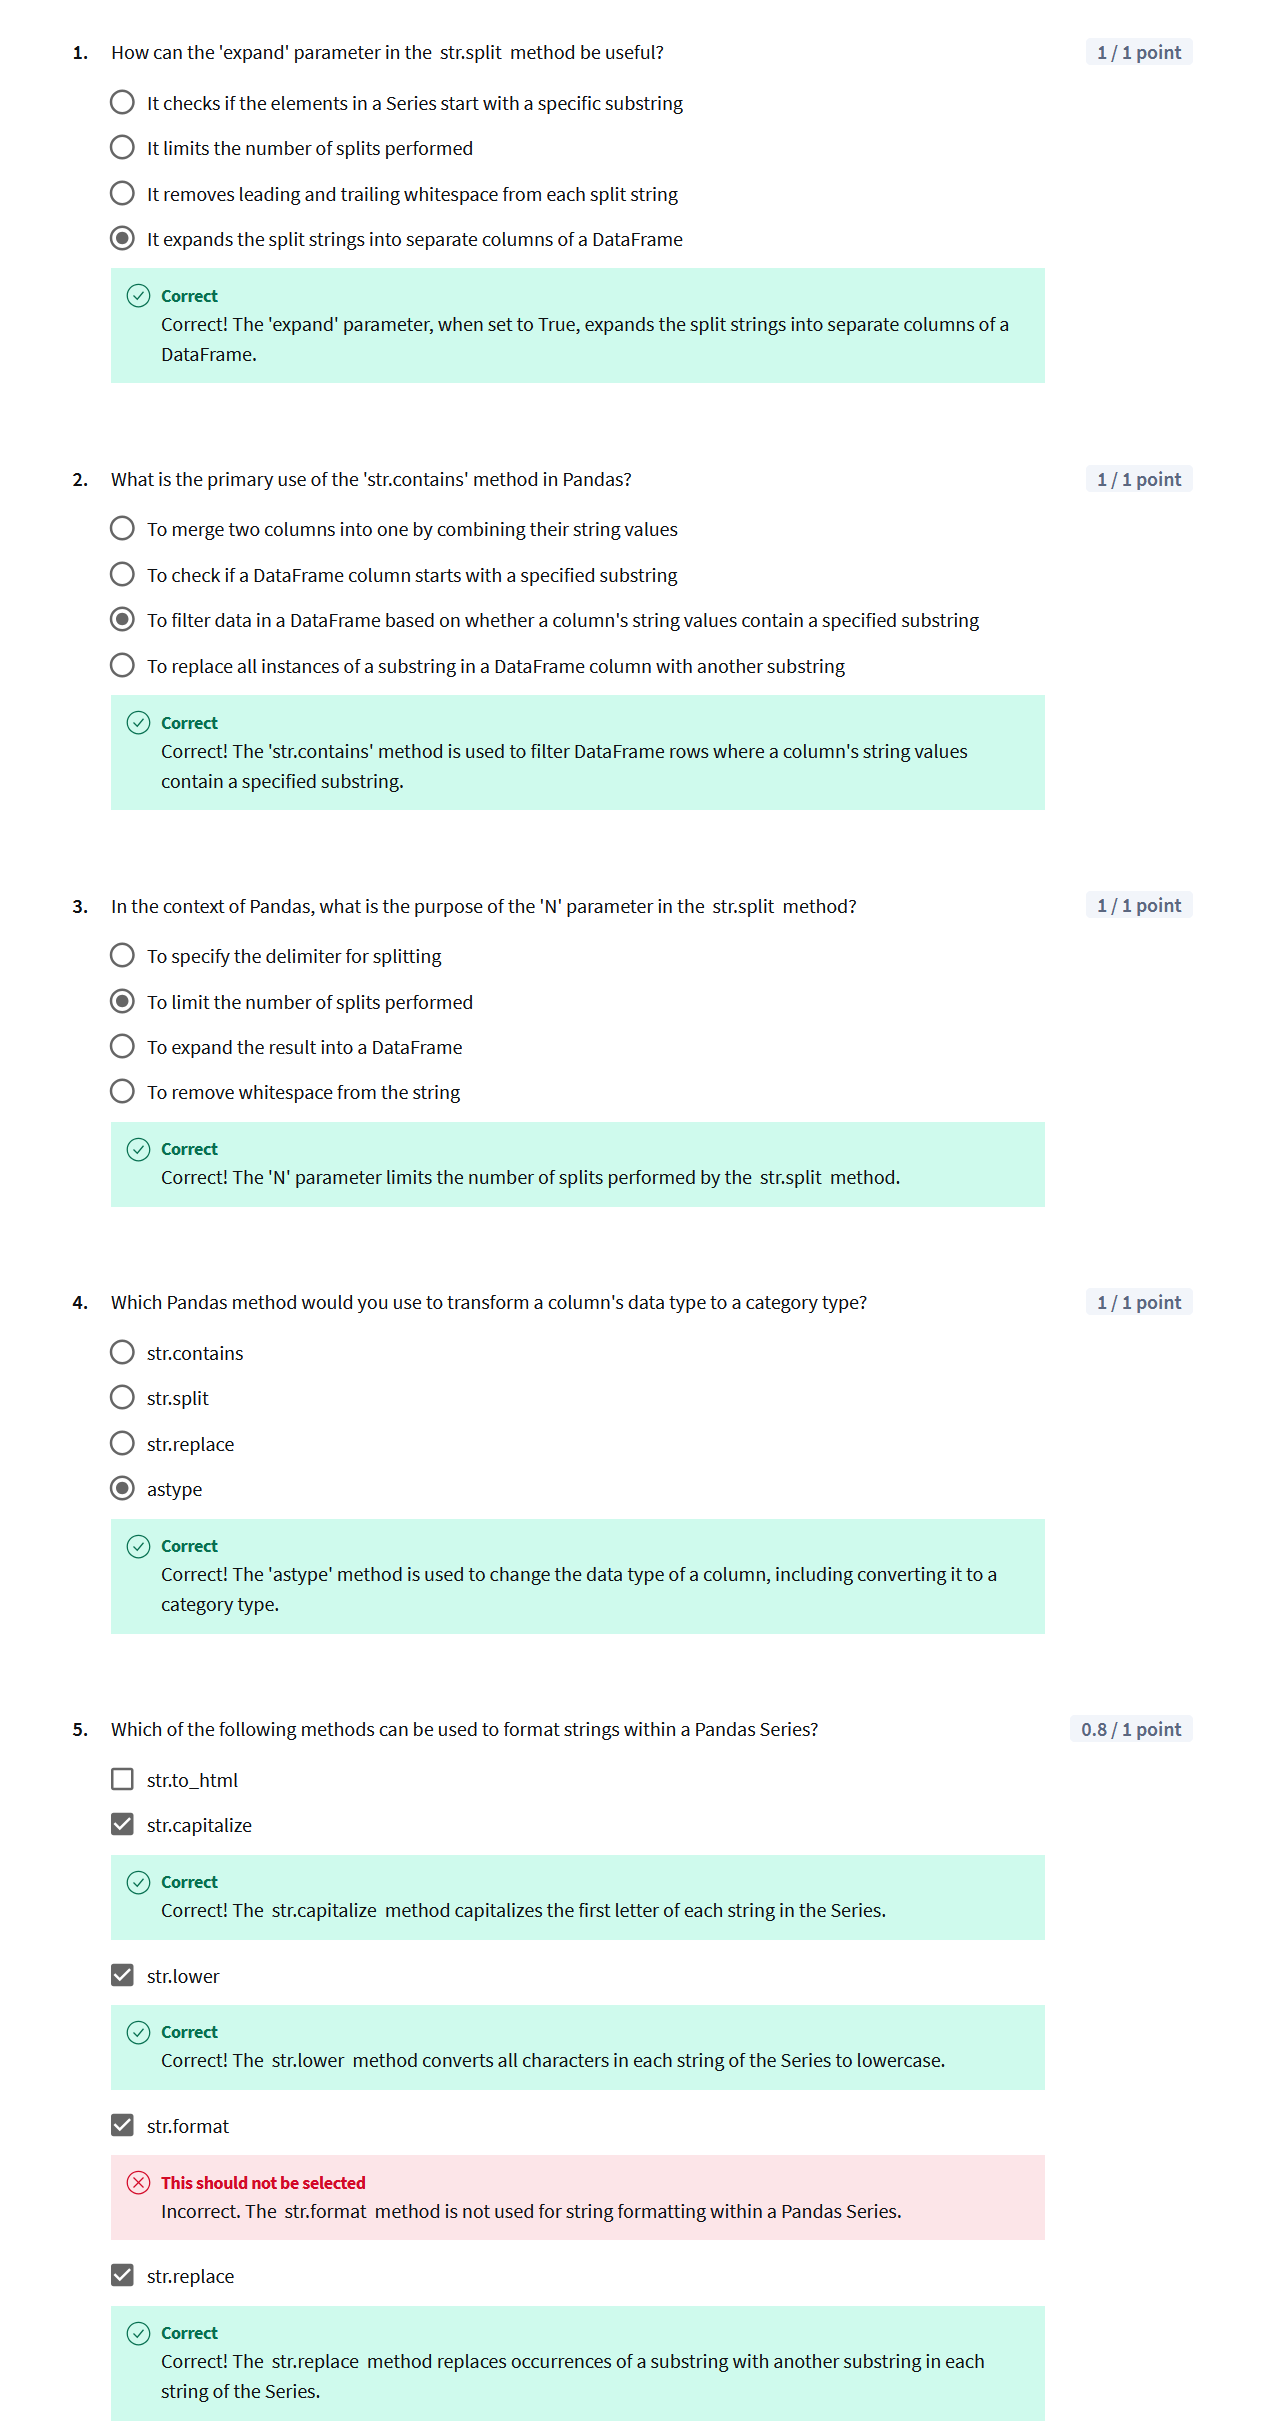 1. How can the 'expand' parameter in the str.split method be useful? 1 / 1 point
It checks if the elements in a Series start with a specific substring
It limits the number of splits performed
It removes leading and trailing whitespace from each split string
It expands the split strings into separate columns of a DataFrame
Correct
Correct! The 'expand' parameter, when set to True, expands the split strings into separate columns of a
DataFrame.
2. What is the primary use of the 'str.contains' method in Pandas? 1 / 1 point
To merge two columns into one by combining their string values
To check if a DataFrame column starts with a specified substring
To filter data in a DataFrame based on whether a column's string values contain a specified substring
To replace all instances of a substring in a DataFrame column with another substring
Correct
Correct! The 'str.contains' method is used to filter DataFrame rows where a column's string values
contain a specified substring.
3. In the context of Pandas, what is the purpose of the 'N' parameter in the str.split method? 1 / 1 point
To specify the delimiter for splitting
To limit the number of splits performed
To expand the result into a DataFrame
To remove whitespace from the string
Correct
Correct! The 'N' parameter limits the number of splits performed by the str.split method.
4. Which Pandas method would you use to transform a column's data type to a category type? 1 / 1 point
str.contains
str.split
str.replace
astype
Correct
Correct! The 'astype' method is used to change the data type of a column, including converting it to a
category type.
5. Which of the following methods can be used to format strings within a Pandas Series? 0.8 / 1 point
str.to_html
str.capitalize
Correct
Correct! The str.capitalize method capitalizes the first letter of each string in the Series.
str.lower
Correct
Correct! The str.lower method converts all characters in each string of the Series to lowercase.
str.format
This should not be selected
Incorrect. The str.format method is not used for string formatting within a Pandas Series.
str.replace
Correct
Correct! The str.replace method replaces occurrences of a substring with another substring in each
string of the Series.